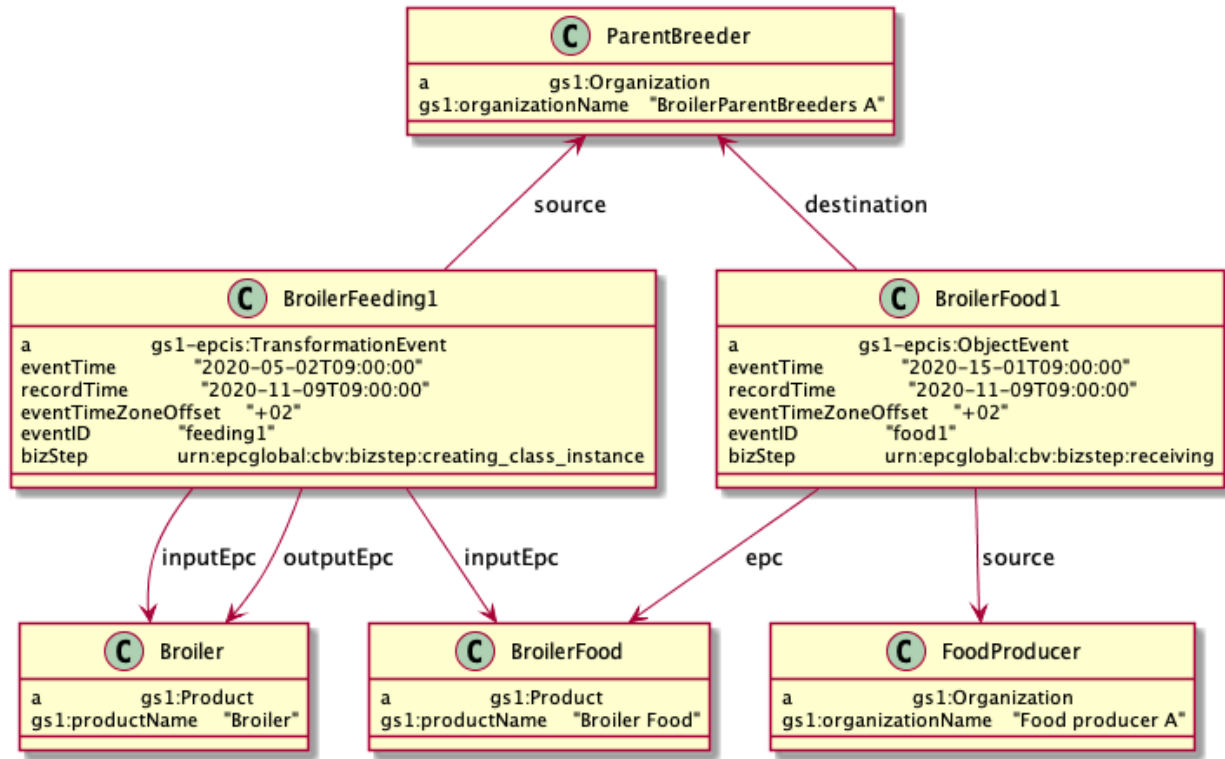 C ParentBreeder
a gs1:Organization
gs1:organizationName "BroilerParentBreeders A"
source
destination
C BroilerFeeding1
a gs1-epcis:TransformationEvent
eventTime "2020-05-02T09:00:00"
recordTime "2020-11-09T09:00:00"
eventTimeZoneOffset "+02"
eventID "feeding1"
bizStep urn:epcglobal:cbv:bizstep:creating_class_instance
C BroilerFood1
a gs1-epcis:ObjectEvent
eventTime "2020-15-01T09:00:00"
recordTime "2020-11-09T09:00:00"
eventTimeZoneOffset "+02"
eventID "food1"
bizStep urn:epcglobal:cbv:bizstep:receiving
inputEpc
outputEpc
inputEpc
epc
source
C Broiler
a gs1:Product
gs1:productName "Broiler"
C BroilerFood
a gs1:Product
gs1:productName "Broiler Food"
C FoodProducer
a gs1:Organization
gs1:organizationName "Food producer A"